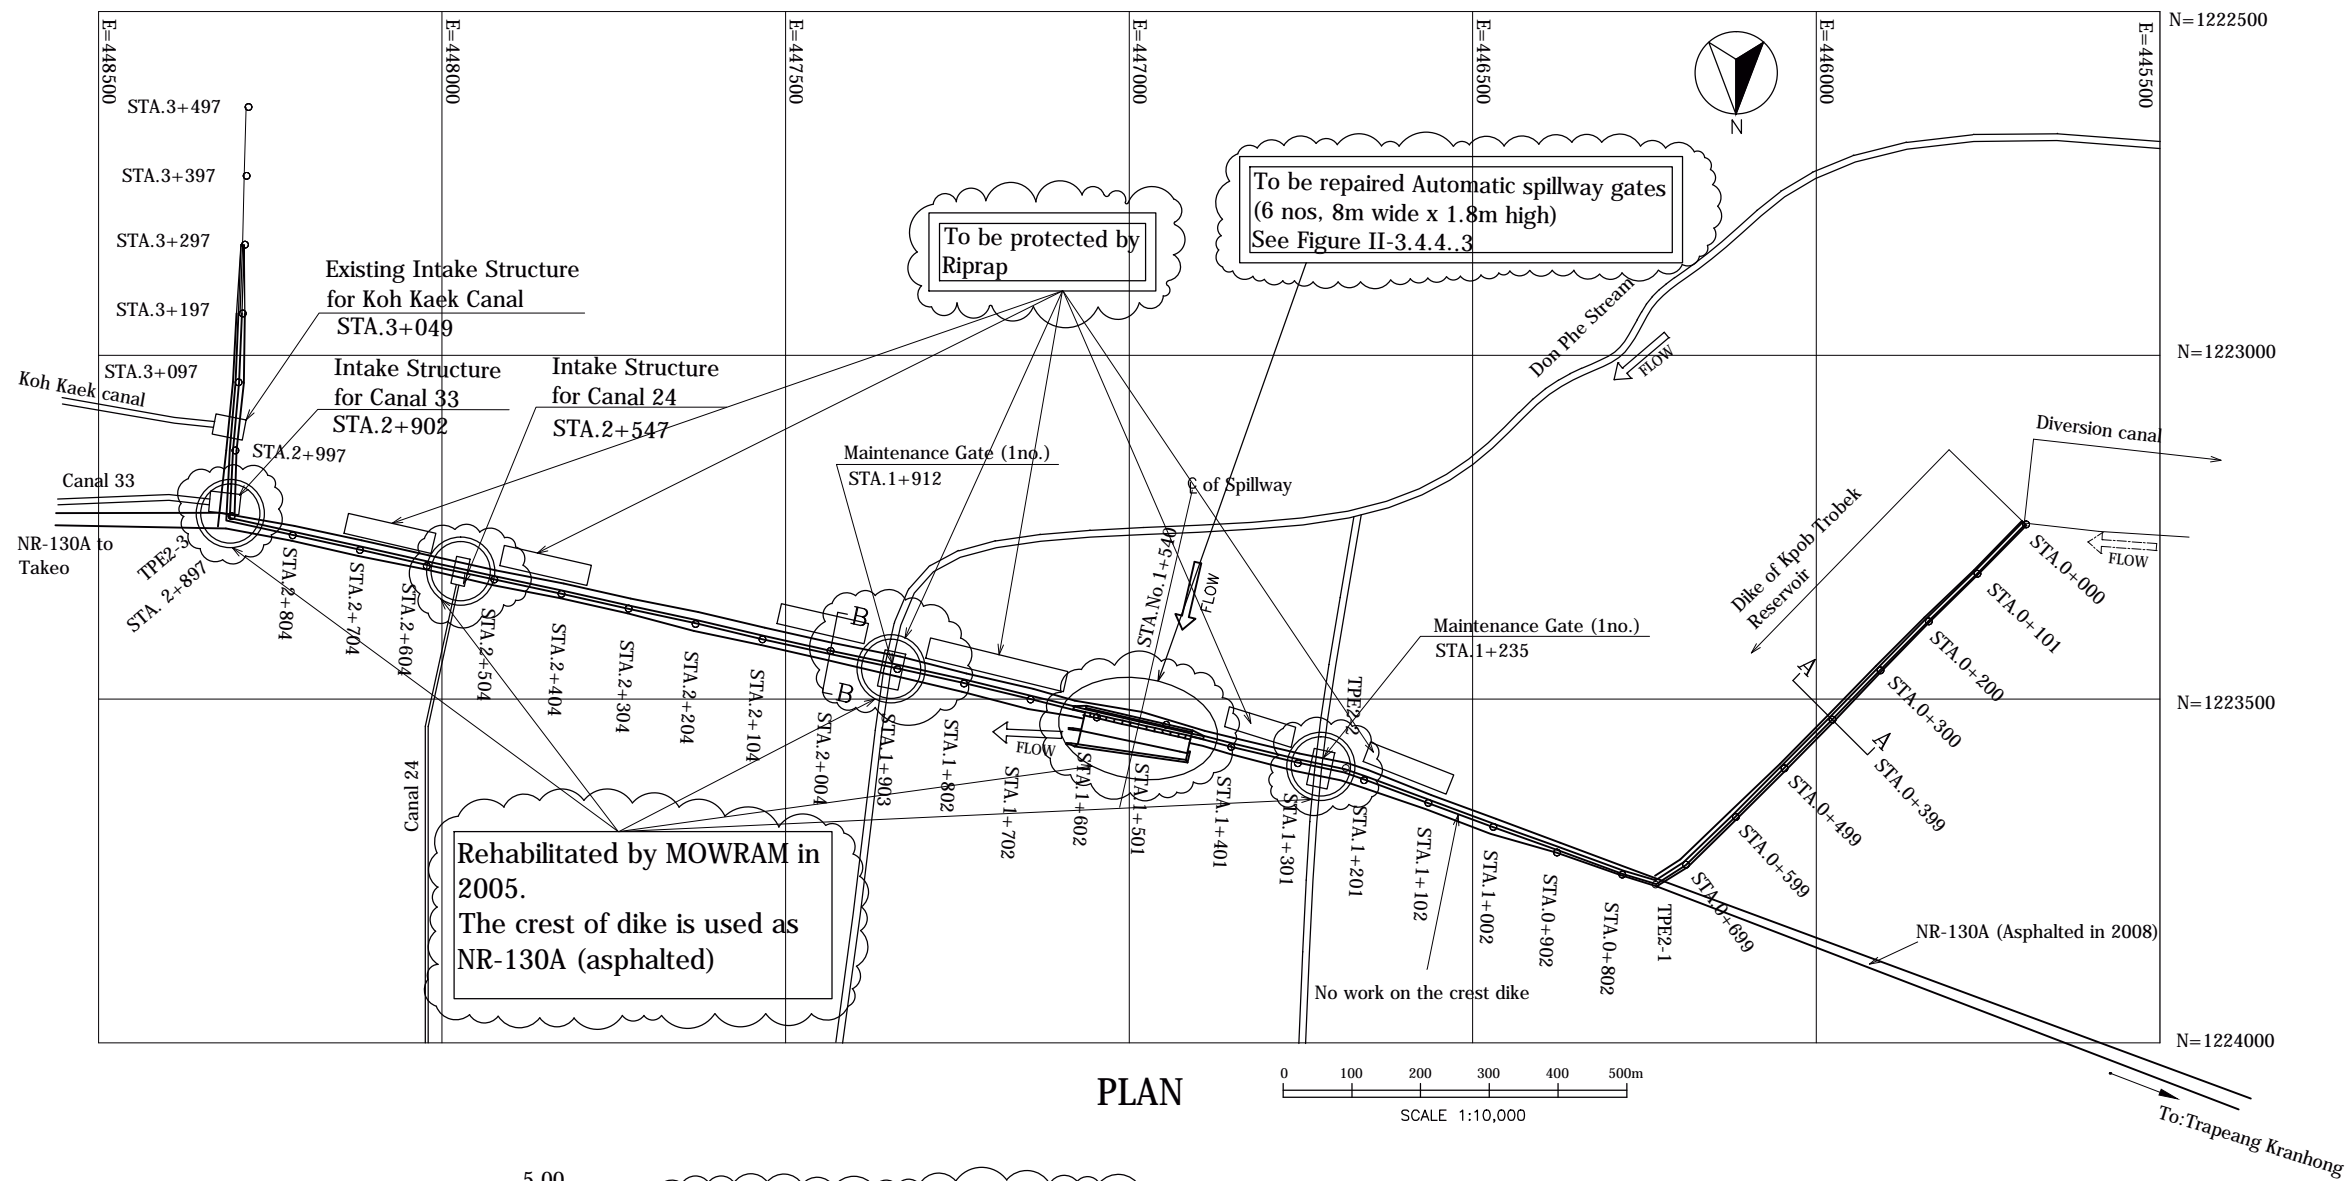 E=448500
E=448000
E=447500
E=447000
E=446500
E=446000
E=445500
N=1222500
N
STA.3+497
STA.3+397
STA.3+297
STA.3+197
STA.3+097
STA.2+997
Existing Intake Structure
for Koh Kaek Canal
STA.3+049
Intake Structure
for Canal 33
STA.2+902
Intake Structure
for Canal 24
STA.2+547
To be protected by
Riprap
To be repaired Automatic spillway gates
(6 nos, 8m wide x 1.8m high)
See Figure II-3.4.4..3
Don Phe Stream
FLOW
N=1223000
Koh Kaek canal
Canal 33
NR-130A to
Takeo
TPE2-3
STA. 2+897
Maintenance Gate (1no.)
STA.1+912
℄ of Spillway
STA.No.1+540
FLOW
Diversion canal
FLOW
Dike of Kpob Trobek
Reservoir
Maintenance Gate (1no.)
STA.1+235
TPE2-2
N=1223500
B
B
A
A
FLOW
STA.2+804
STA.2+704
STA.2+604
STA.2+504
STA.2+404
STA.2+304
STA.2+204
STA.2+104
STA.2+004
STA.1+903
STA.1+802
STA.1+702
STA.1+602
STA.1+501
STA.1+401
STA.1+301
STA.1+201
STA.1+102
STA.1+002
STA.0+902
STA.0+802
TPE2-1
STA.0+699
STA.0+599
STA.0+499
STA.0+399
STA.0+300
STA.0+200
STA.0+101
STA.0+000
Canal 24
Rehabilitated by MOWRAM in
2005.
The crest of dike is used as
NR-130A (asphalted)
NR-130A (Asphalted in 2008)
No work on the crest dike
N=1224000
PLAN
0 100 200 300 400 500m
SCALE 1:10,000
To:Trapeang Kranhong
5.00